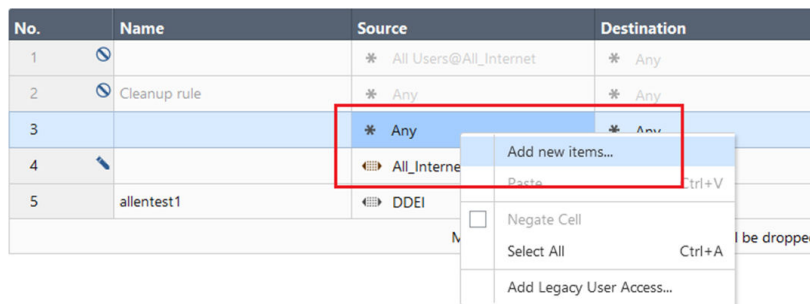 No. Name Source Destination
1 All Users@All_Internet Any
2 Cleanup rule Any Any
3 Any Any
4 All_Interne
5 allentest1 DDEI
Add new items...
Paste Ctrl+V
Negate Cell
Select All Ctrl+A
Add Legacy User Access...
M l be dropped